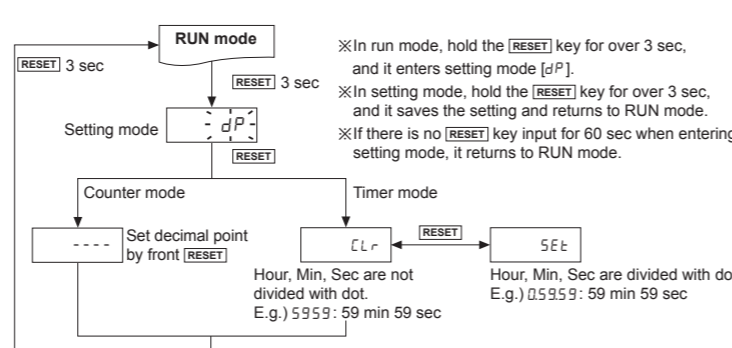 RUN mode
RESET 3 sec
RESET 3 sec
※In run mode, hold the RESET key for over 3 sec,
and it enters setting mode [dP].
※In setting mode, hold the RESET key for over 3 sec,
and it saves the setting and returns to RUN mode.
※If there is no RESET key input for 60 sec when entering
setting mode, it returns to RUN mode.
Setting mode
dP
RESET
Counter mode
Timer mode
----
Set decimal point
by front RESET
CLr
RESET
SEt
Hour, Min, Sec are not
divided with dot.
E.g.) 5959: 59 min 59 sec
Hour, Min, Sec are divided with do
E.g.) 0.59.59: 59 min 59 sec